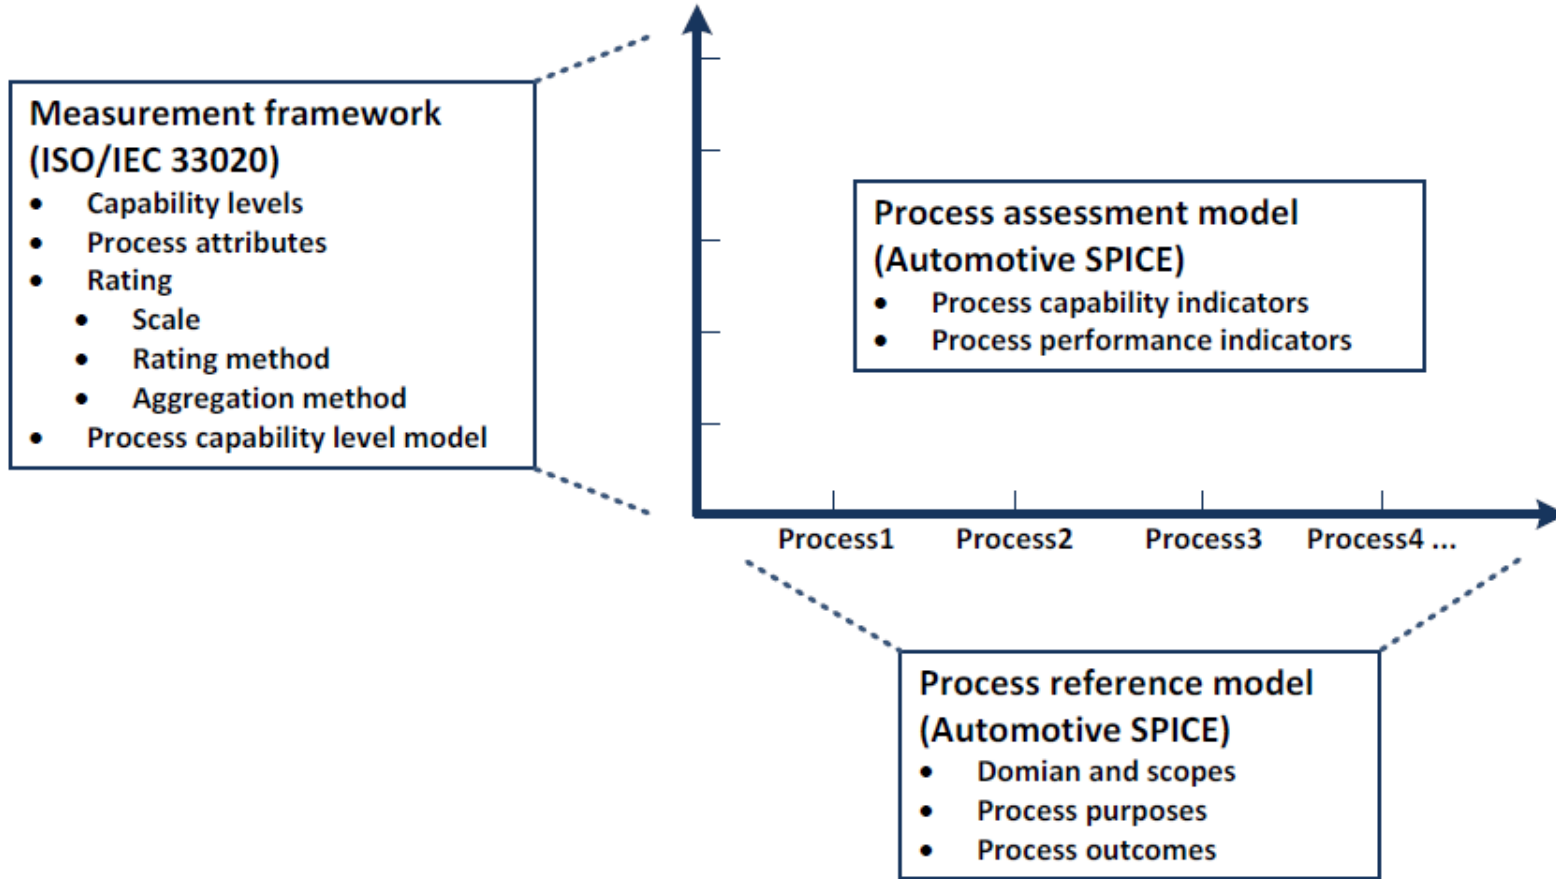 Measurement framework
(ISO/IEC 33020)
• Capability levels
• Process attributes
• Rating
• Scale
• Rating method
• Aggregation method
• Process capability level model
Process assessment model
(Automotive SPICE)
• Process capability indicators
• Process performance indicators
Process1 Process2 Process3 Process4 ...
Process reference model
(Automotive SPICE)
• Domian and scopes
• Process purposes
• Process outcomes